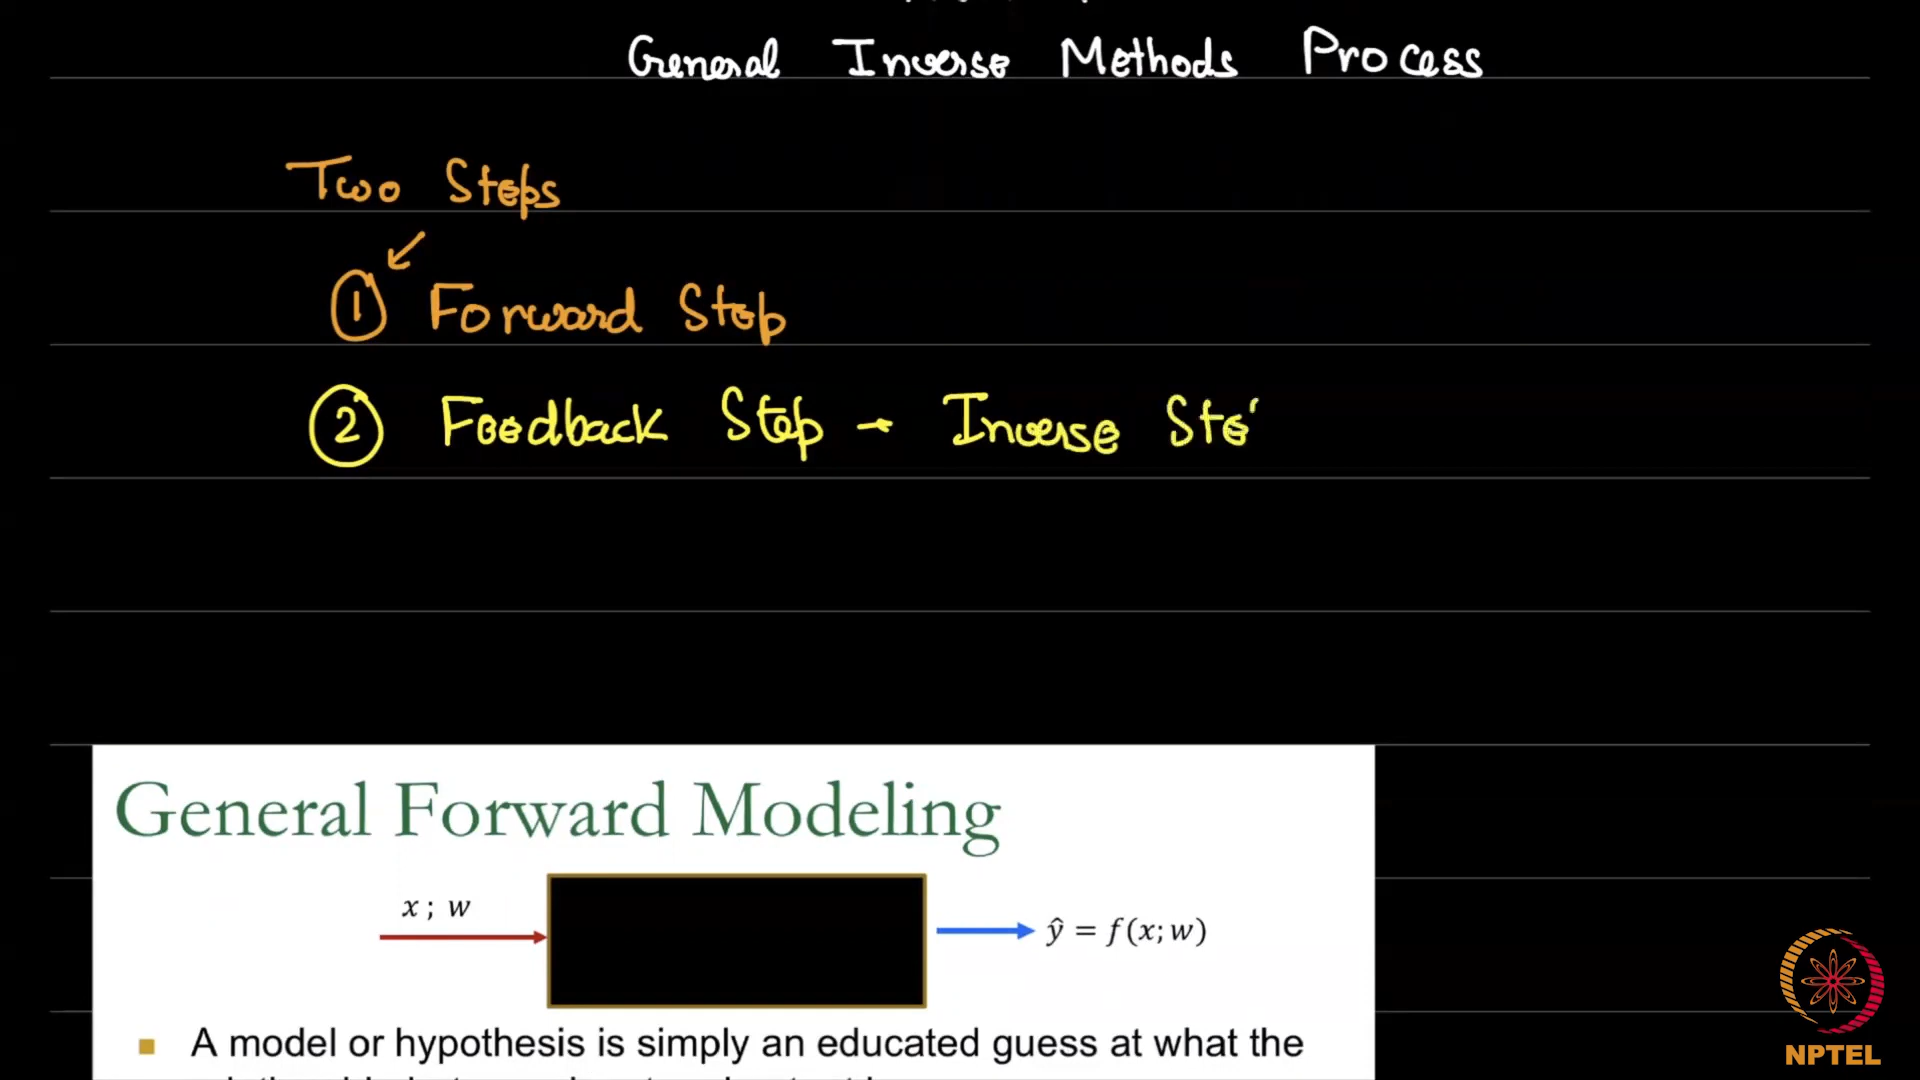 General Inverse Methods Process
Two Steps
① Forward Step
② Feedback Step - Inverse Ste
General Forward Modeling
x ; w
ŷ = f(x; w)
A model or hypothesis is simply an educated guess at what the
NPTEL